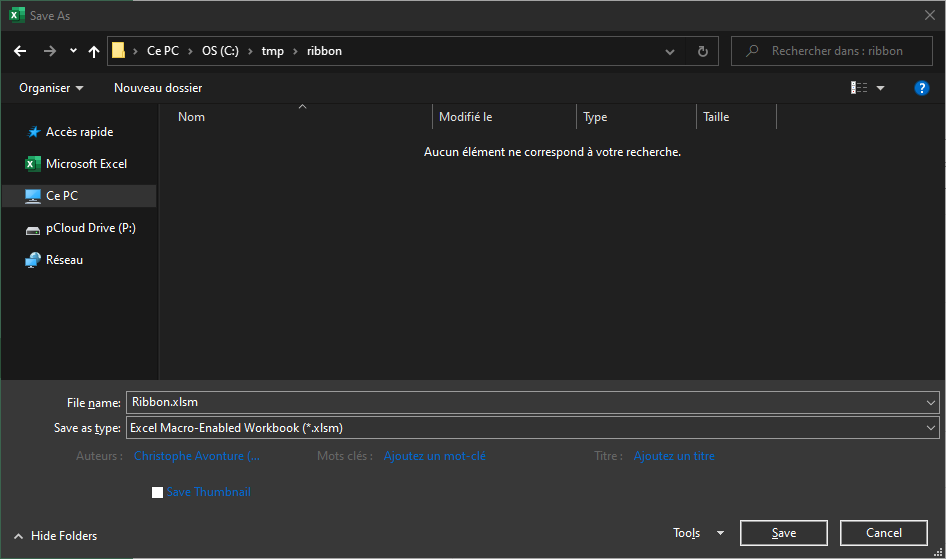 Save As
Ce PC OS (C:) tmp ribbon
Rechercher dans : ribbon
Organiser Nouveau dossier
?
Nom Modifié le Type Taille
Aucun élément ne correspond à votre recherche.
Accès rapide
Microsoft Excel
Ce PC
pCloud Drive (P:)
Réseau
File name: Ribbon.xlsm
Save as type: Excel Macro-Enabled Workbook (*.xlsm)
Auteurs : Christophe Avonture (... Mots clés : Ajoutez un mot-clé Titre : Ajoutez un titre
Save Thumbnail
Hide Folders Tools Save Cancel